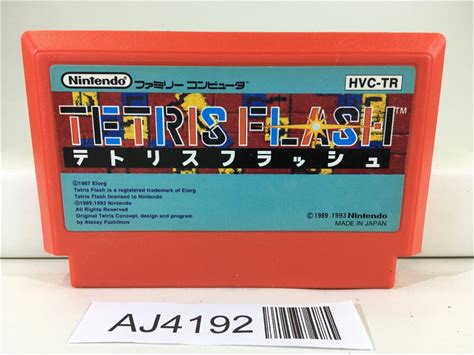 Nintendo ファミリー コンピュータ HVC-TR
TETRIS FLASH™
テトリスフラッシュ
©1987 Elorg
Tetris Flash is a registered trademark of Elorg
Tetris Flash licensed to Nintendo
©1989,1993 Nintendo
All Rights Reserved
Original Tetris Concept, design and program
by Alexey Pazhitnov
©1989,1993 Nintendo
MADE IN JAPAN
AJ4192